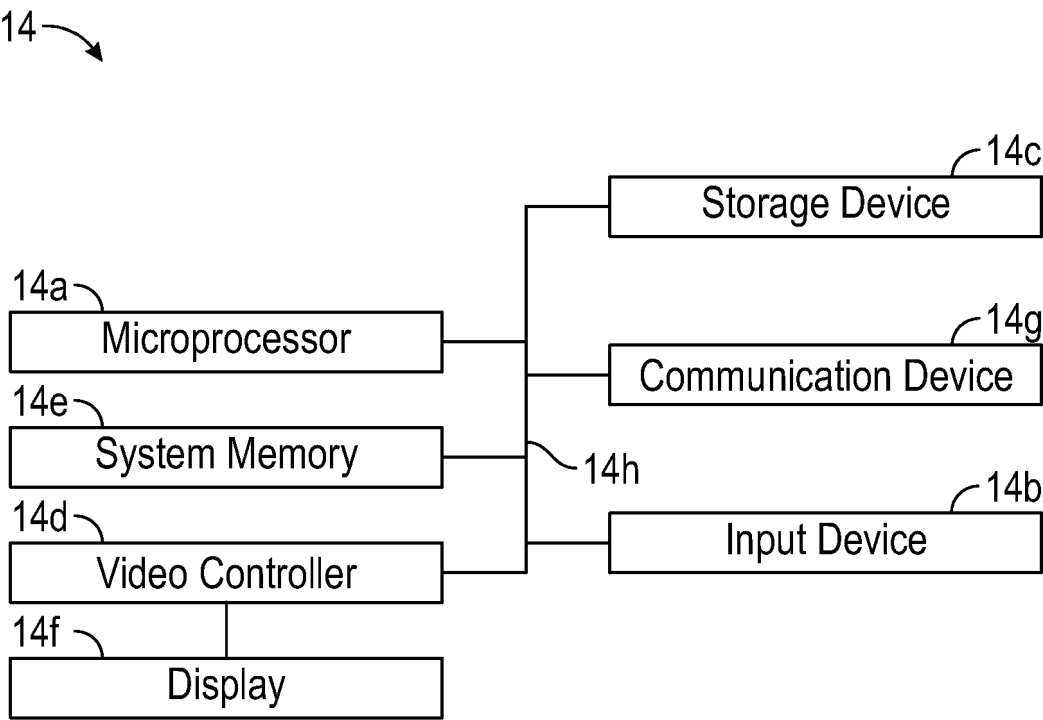 14
14c
Storage Device
14a
Microprocessor
14g
Communication Device
14e
System Memory
14h
14b
Input Device
14d
Video Controller
14f
Display